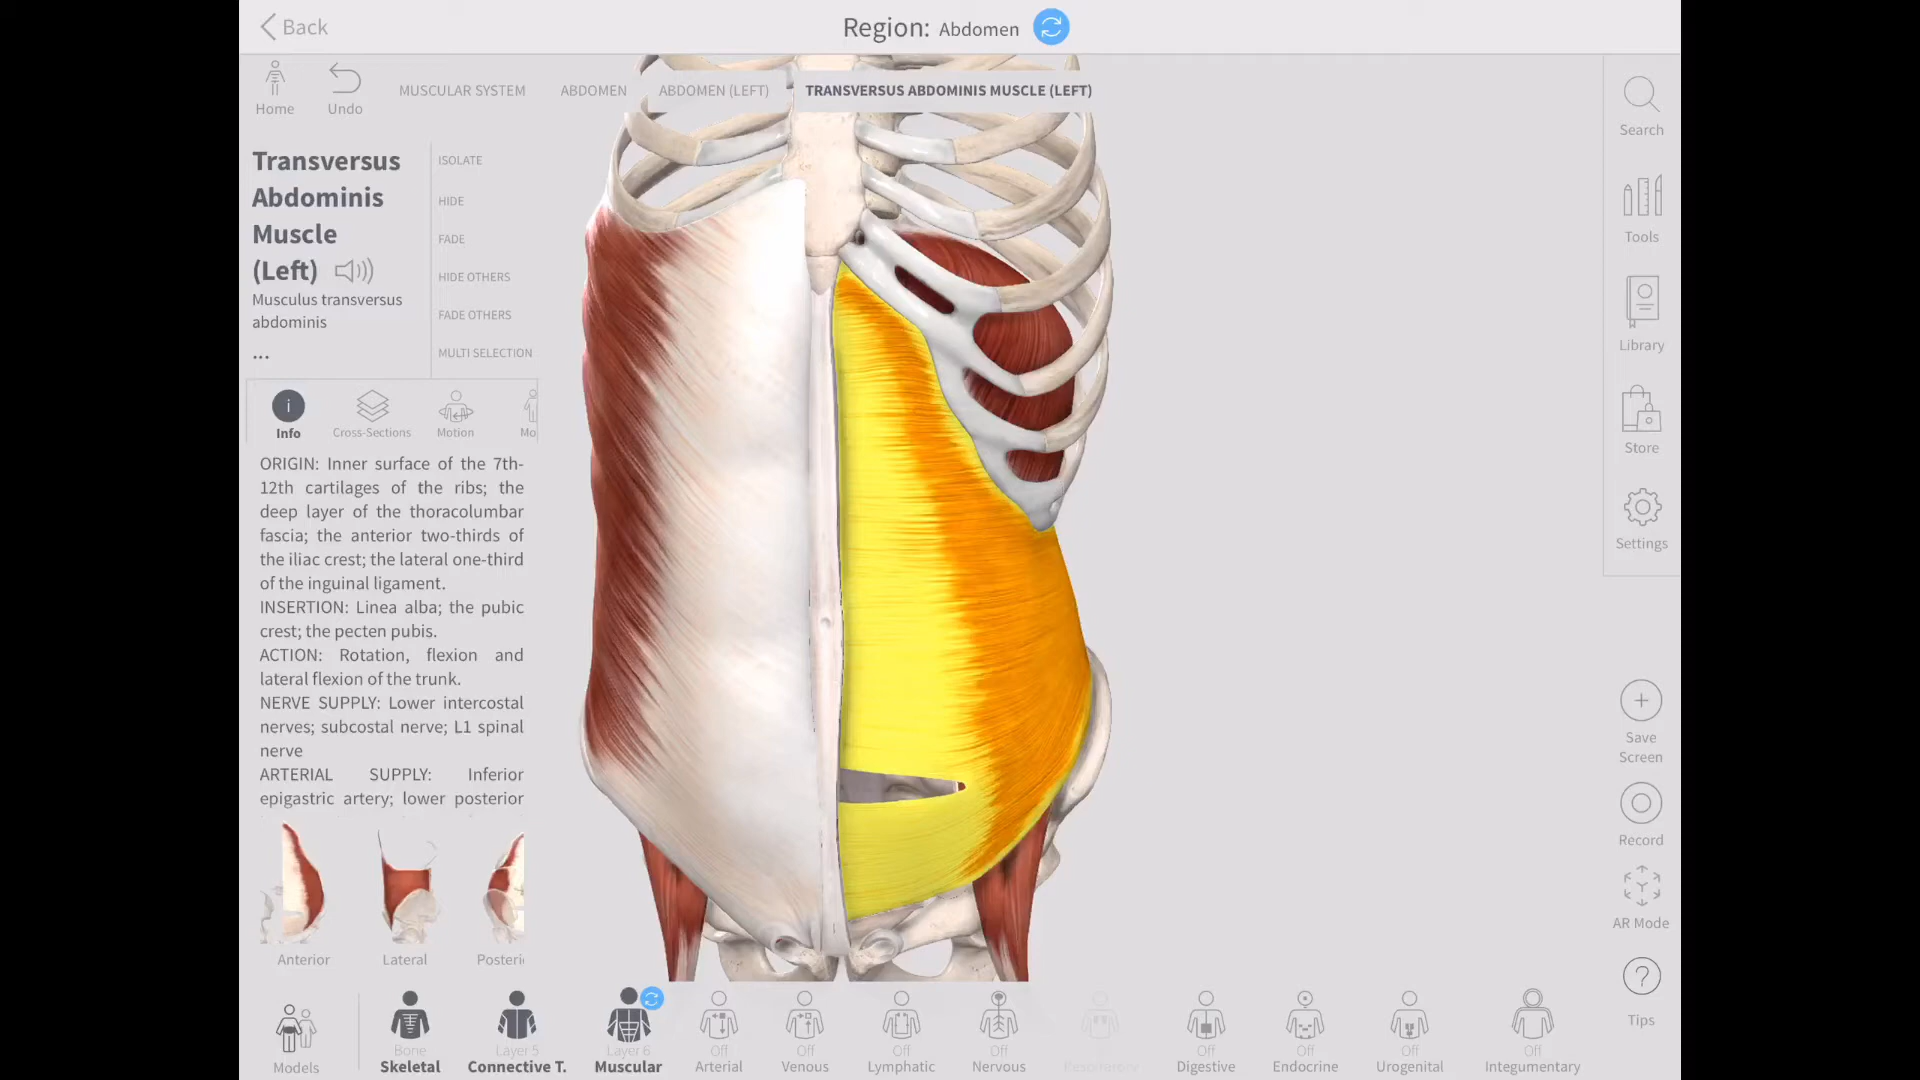 Back
Region: Abdomen
Home
Undo
MUSCULAR SYSTEM
ABDOMEN
ABDOMEN (LEFT)
TRANSVERSUS ABDOMINIS MUSCLE (LEFT)
Transversus
Abdominis
Muscle
(Left)
Musculus transversus
abdominis
...
ISOLATE
HIDE
FADE
HIDE OTHERS
FADE OTHERS
MULTI SELECTION
Info
Cross-Sections
Motion
Mo
ORIGIN: Inner surface of the 7th-
12th cartilages of the ribs; the
deep layer of the thoracolumbar
fascia; the anterior two-thirds of
the iliac crest; the lateral one-third
of the inguinal ligament.
INSERTION: Linea alba; the pubic
crest; the pecten pubis.
ACTION: Rotation, flexion and
lateral flexion of the trunk.
NERVE SUPPLY: Lower intercostal
nerves; subcostal nerve; L1 spinal
nerve
ARTERIAL SUPPLY: Inferior
epigastric artery; lower posterior
Anterior
Lateral
Posteri
Search
Tools
Library
Store
Settings
Save
Screen
Record
AR Mode
Tips
Models
Bone
Skeletal
Layer 5
Connective T.
Layer 6
Muscular
Off
Arterial
Off
Venous
Off
Lymphatic
Off
Nervous
Respiratory
Off
Digestive
Off
Endocrine
Off
Urogenital
Off
Integumentary